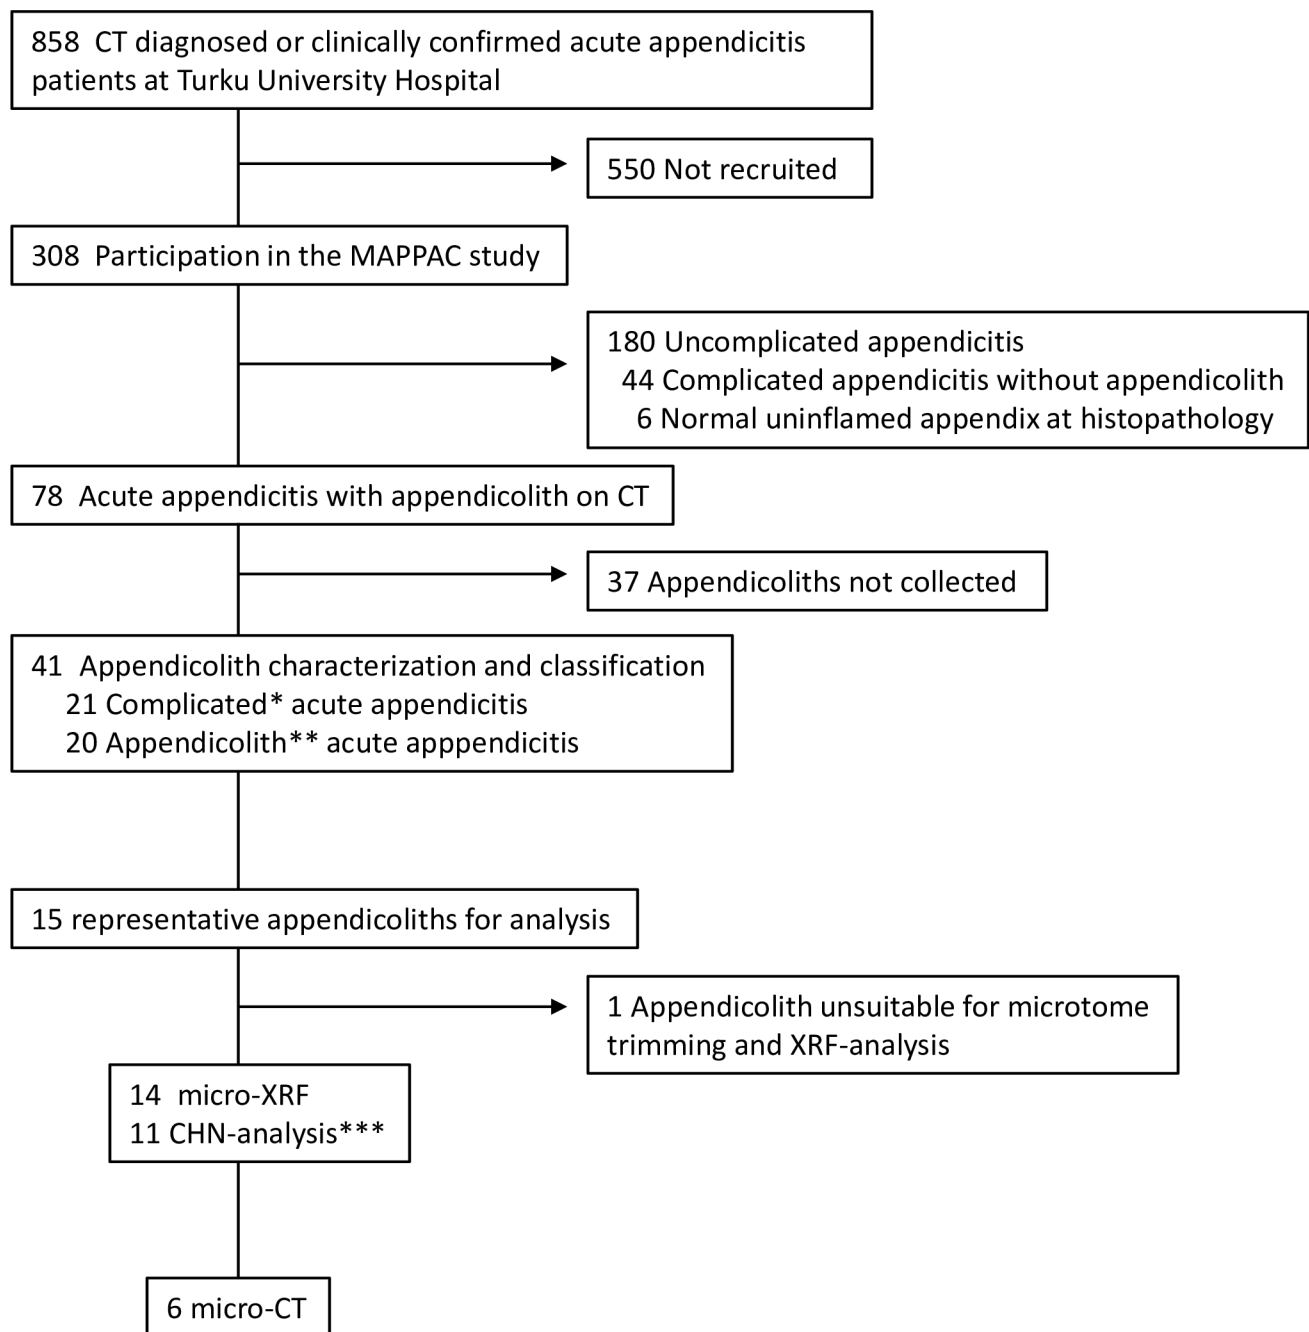 858 CT diagnosed or clinically confirmed acute appendicitis
patients at Turku University Hospital
550 Not recruited
308 Participation in the MAPPAC study
180 Uncomplicated appendicitis
44 Complicated appendicitis without appendicolith
6 Normal uninflamed appendix at histopathology
78 Acute appendicitis with appendicolith on CT
37 Appendicoliths not collected
41 Appendicolith characterization and classification
21 Complicated* acute appendicitis
20 Appendicolith** acute apppendicitis
15 representative appendicoliths for analysis
1 Appendicolith unsuitable for microtome
trimming and XRF-analysis
14 micro-XRF
11 CHN-analysis***
6 micro-CT